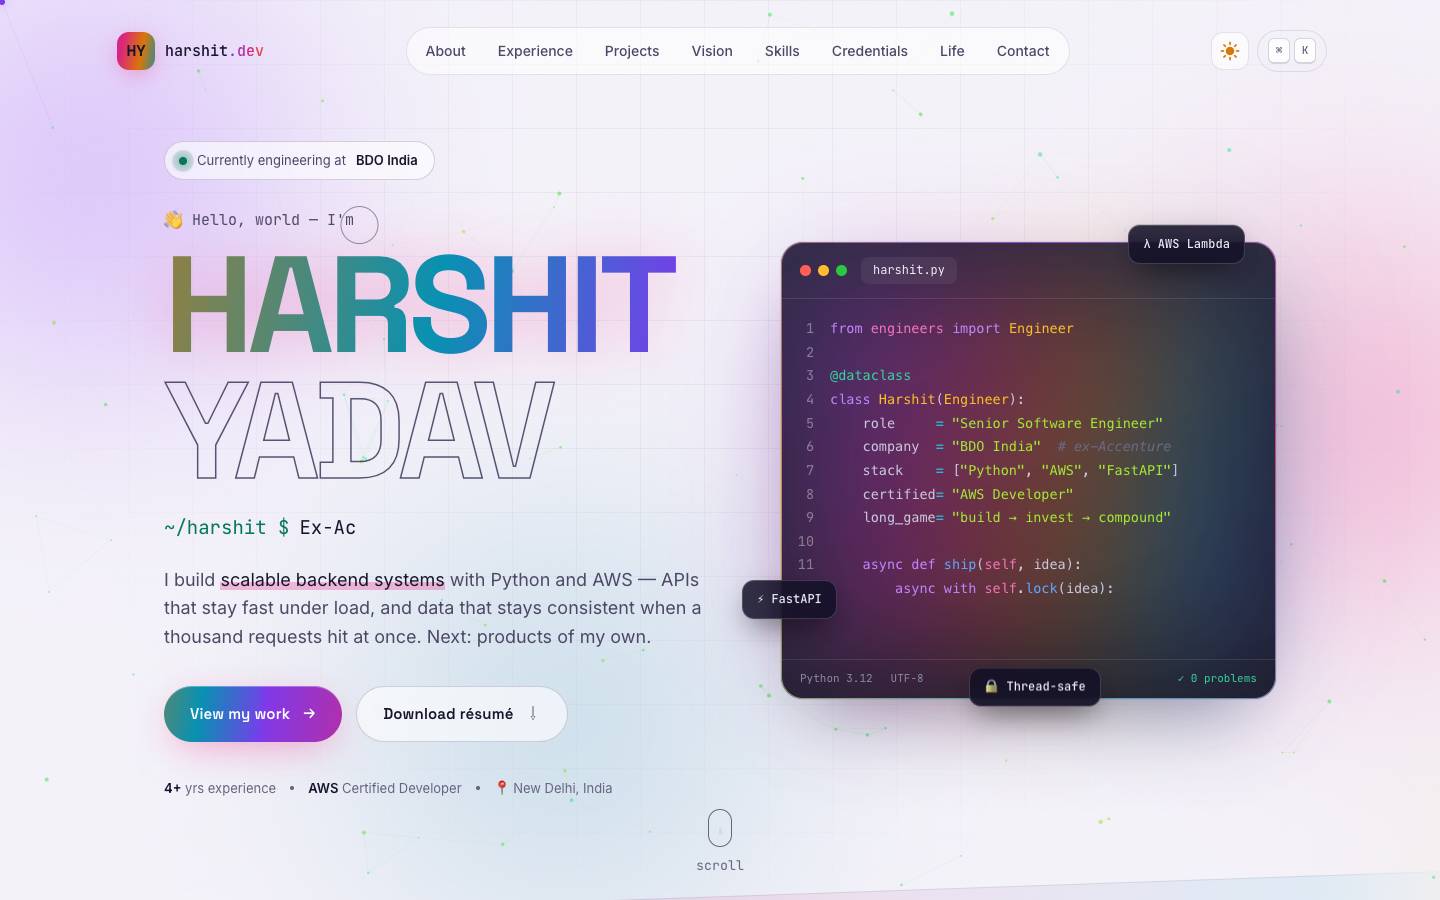 HY harshit.dev
About Experience Projects Vision Skills Credentials Life Contact
⌘ K
Currently engineering at BDO India
👋 Hello, world — I'm
HARSHIT
YADAV
~/harshit $ Ex-Ac
I build scalable backend systems with Python and AWS — APIs
that stay fast under load, and data that stays consistent when a
thousand requests hit at once. Next: products of my own.
View my work →
Download résumé ↓
4+ yrs experience • AWS Certified Developer • 📍 New Delhi, India
λ AWS Lambda
harshit.py
1 from engineers import Engineer
2
3 @dataclass
4 class Harshit(Engineer):
5     role     = "Senior Software Engineer"
6     company  = "BDO India"  # ex-Accenture
7     stack    = ["Python", "AWS", "FastAPI"]
8     certified= "AWS Developer"
9     long_game= "build → invest → compound"
10
11     async def ship(self, idea):
        async with self.lock(idea):
⚡ FastAPI
Python 3.12 UTF-8
🔒 Thread-safe
✓ 0 problems
scroll